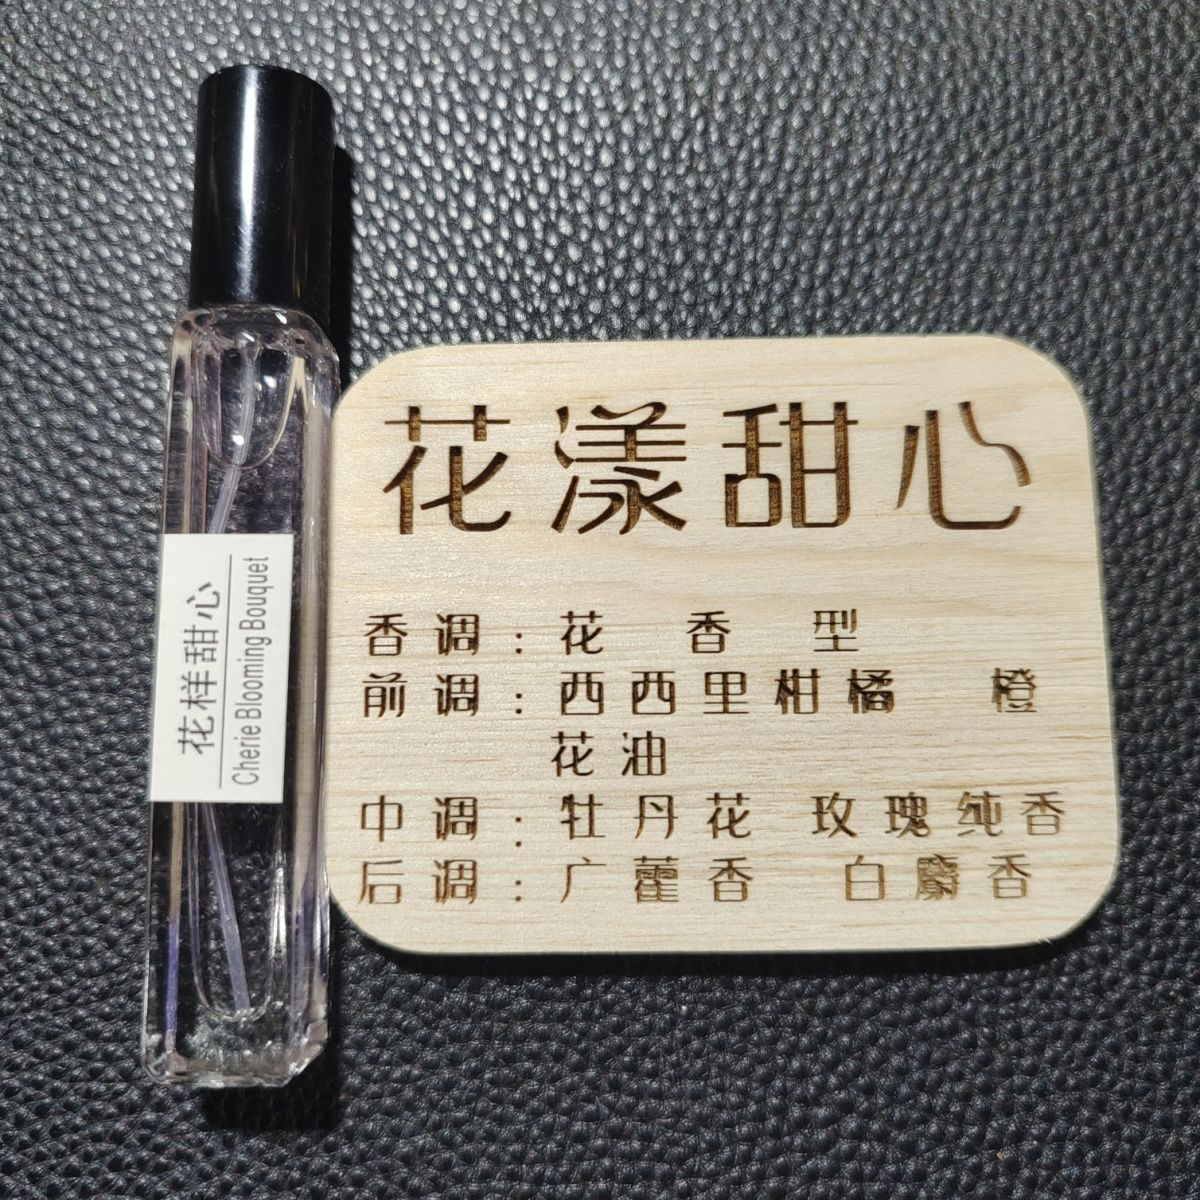 花样甜心
Cherie Blooming Bouquet
花漾甜心
香调：花 香 型
前调：西西里柑橘 橙
花油
中调：牡丹花 玫瑰纯香
后调：广藿香 白麝香